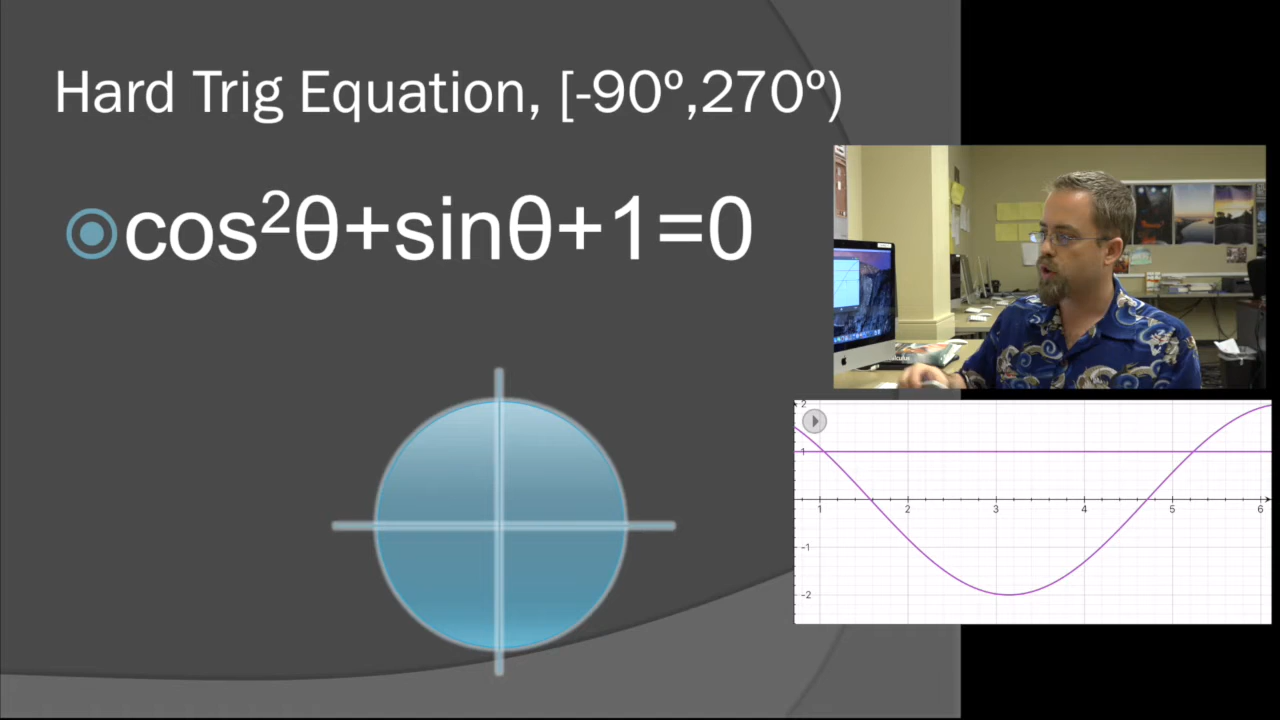 Hard Trig Equation, [-90º,270º)
cos²θ+sinθ+1=0
2
1
1 2 3 4 5 6
-1
-2